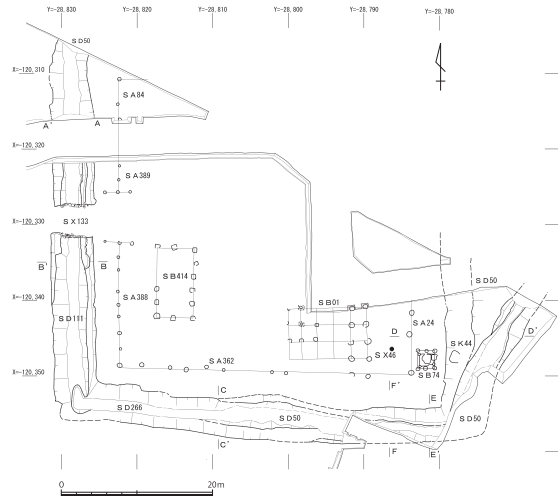 Y=-28,830
Y=-28,820
Y=-28,810
Y=-28,800
Y=-28,790
Y=-28,780
SD50
X=-120,310
SA84
A'
A
X=-120,320
SA389
X=-120,330
SX133
B'
B
SB414
SD50
SD111
X=-120,340
SA388
SB01
D
SA24
SK44
D'
SX46
SA362
SB74
X=-120,350
C
F'
E
SD266
SD50
SD50
C'
F
E'
0
20m